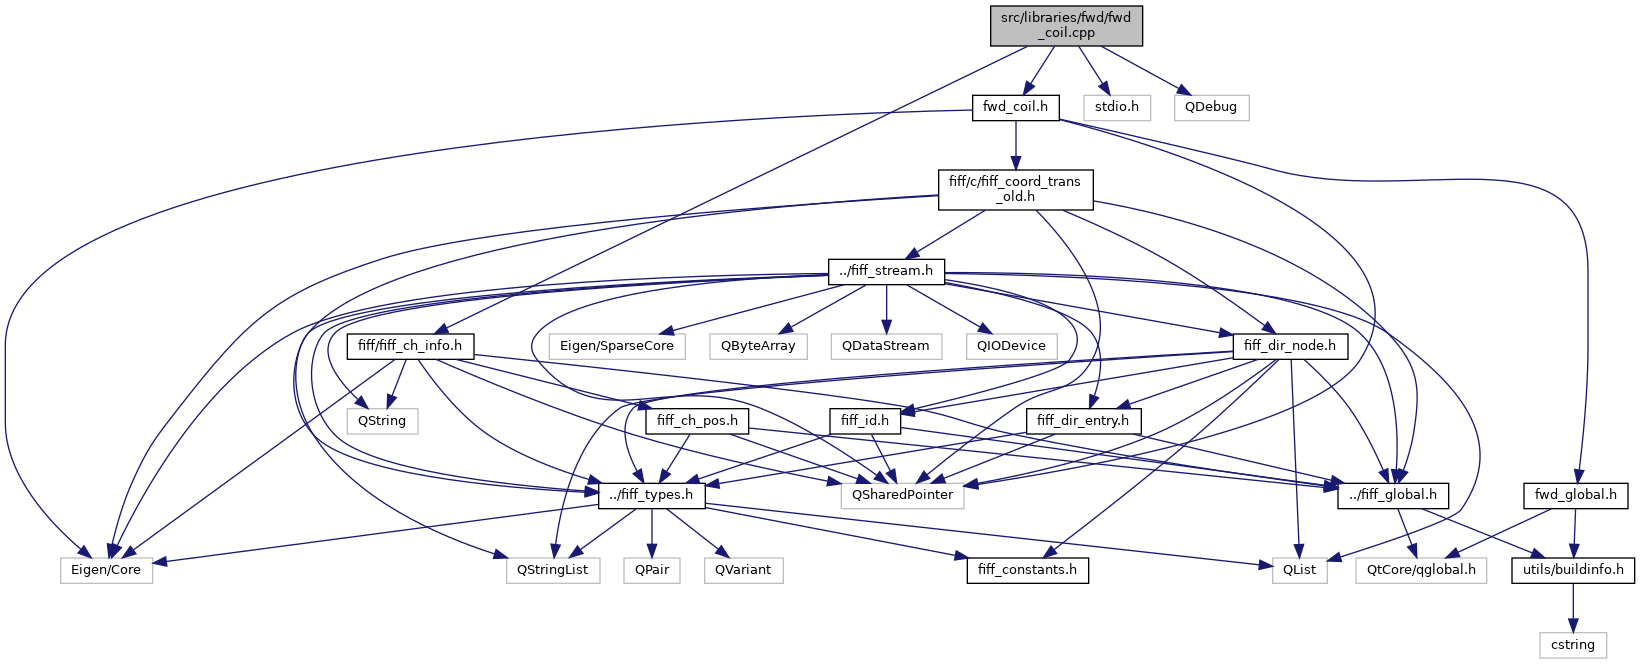 src/libraries/fwd/fwd
_coil.cpp
fwd_coil.h
stdio.h
QDebug
fiff/c/fiff_coord_trans
_old.h
../fiff_stream.h
fiff/fiff_ch_info.h
Eigen/SparseCore
QByteArray
QDataStream
QIODevice
fiff_dir_node.h
QString
fiff_ch_pos.h
fiff_id.h
fiff_dir_entry.h
../fiff_types.h
QSharedPointer
../fiff_global.h
fwd_global.h
Eigen/Core
QStringList
QPair
QVariant
fiff_constants.h
QList
QtCore/qglobal.h
utils/buildinfo.h
cstring